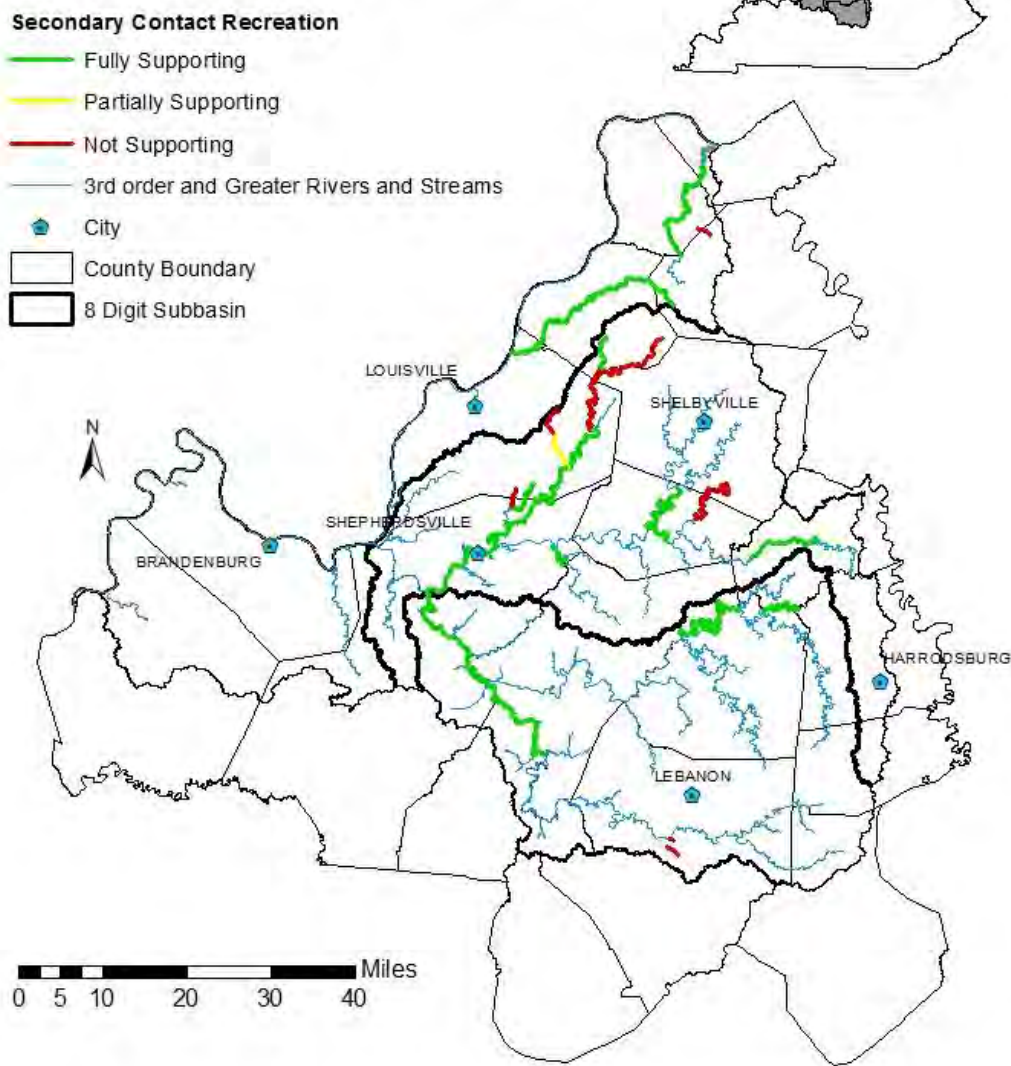 Secondary Contact Recreation
Fully Supporting
Partially Supporting
Not Supporting
3rd order and Greater Rivers and Streams
City
County Boundary
8 Digit Subbasin
LOUISVILLE
SHELBYVILLE
N
SHEPHERDSVILLE
BRANDENBURG
HARRODSBURG
LEBANON
Miles
0 5 10 20 30 40